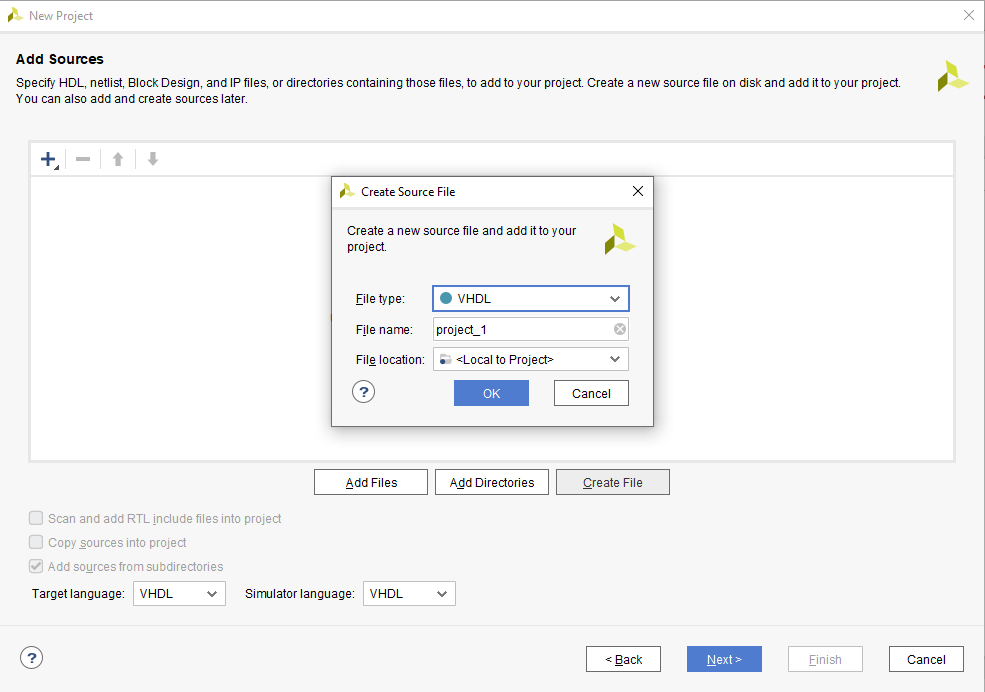 New Project
Add Sources
Specify HDL, netlist, Block Design, and IP files, or directories containing those files, to add to your project. Create a new source file on disk and add it to your project.
You can also add and create sources later.
Create Source File
Create a new source file and add it to your
project.
File type: VHDL
File name: project_1
File location: <Local to Project>
? OK Cancel
Add Files Add Directories Create File
Scan and add RTL include files into project
Copy sources into project
Add sources from subdirectories
Target language: VHDL Simulator language: VHDL
? < Back Next > Finish Cancel